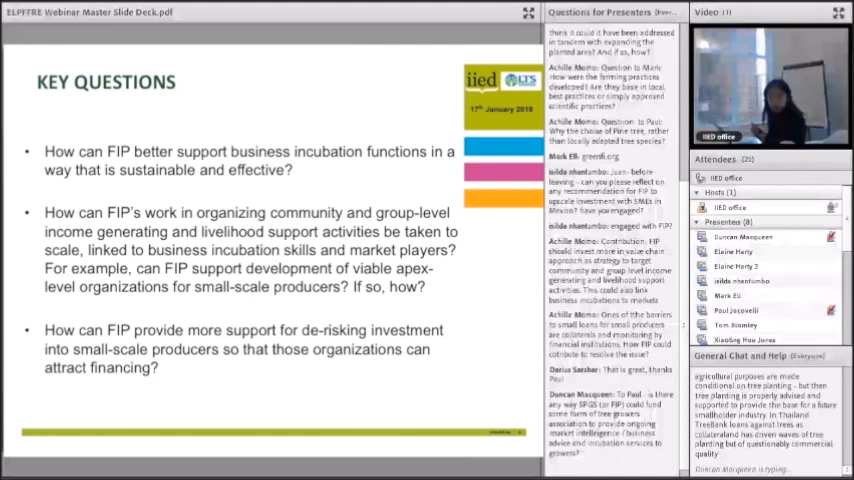 ELPFFRE Webinar Master Slide Deck.pdf
KEY QUESTIONS
iied LTS
17th January 2018
• How can FIP better support business incubation functions in a
way that is sustainable and effective?
• How can FIP's work in organizing community and group-level
income generating and livelihood support activities be taken to
scale, linked to business incubation skills and market players?
For example, can FIP support development of viable apex-
level organizations for small-scale producers? If so, how?
• How can FIP provide more support for de-risking investment
into small-scale producers so that those organizations can
attract financing?
Questions for Presenters (Ever...
think it could it have been addressed
in tandem with expanding the
planted area? And if so, how?
Achille Momo: Question to Mark:
How were the farming practices
developed? Are they base in local,
best practices or simply approved
scientific practices?
Achille Momo: Question to Paul:
Why the choice of Pine tree, rather
than locally adapted tree species?
Mark Eli: greenfi.org
isilda nhantumbo: Juan- before
leaving - can you please reflect on
any recommendation for FIP to
upscale investment with SMEs in
Mexico? have you engaged?
isilda nhantumbo: engaged with FIP?
Achille Momo: Contribution: FIP
should invest more in value chain
approach as strategy to target
community and group level income
generating and livelihood support
activities. This could also link
business incubations to markets
Achille Momo: Ones of the barriers
to small loans for small producers
are collaterals and monitoring by
financial institutions. How FIP could
cotribute to resolve the issue?
Darius Sarshar: That is great, thanks
Paul
Duncan Macqueen: To Paul - is there
any way SPGS (or FIP) could fund
some form of tree growers
association to provide ongoing
market intelleigence / business
advice and incubation services to
growers?
Video (1)
IIED office
Attendees (21)
IIED office
Hosts (1)
IIED office
Presenters (8)
Duncan Macqueen
Elaine Harty
Elaine Harty 2
isilda nhantumbo
Mark Eli
Paul Jacovelli
Tom Blomley
Xiaoting Hou Jones
General Chat and Help (Everyone)
agricultural purposes are made
conditional on tree planting - but then
tree planting is properly advised and
supported to provide the base for a future
smallholder industry. In Thailand
TreeBank loans against trees as
collateraland has driven waves of tree
planting but of questionably commercial
quality
Duncan Macqueen is typing...